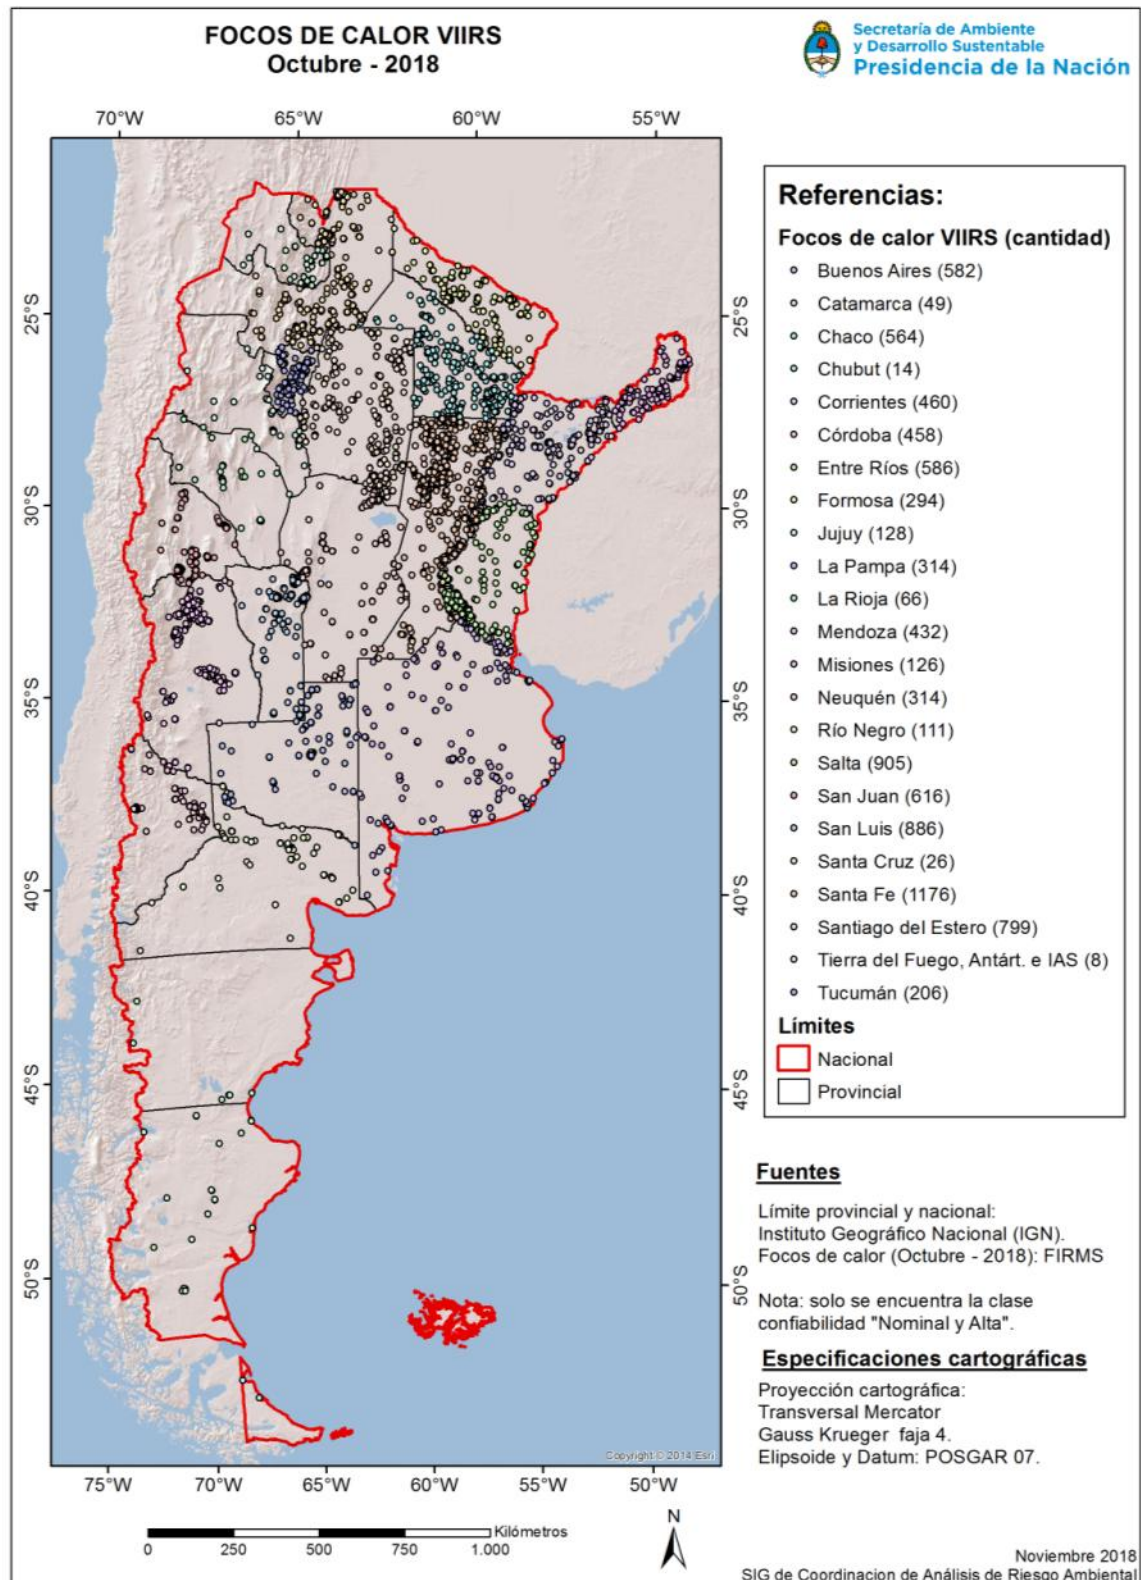 FOCOS DE CALOR VIIRS
Octubre - 2018
Secretaría de Ambiente
y Desarrollo Sustentable
Presidencia de la Nación
70°W 65°W 60°W 55°W
25°S
30°S
35°S
40°S
45°S
50°S
25°S
30°S
35°S
40°S
45°S
50°S
Copyright © 2014 Esri
75°W 70°W 65°W 60°W 55°W 50°W
Kilómetros
0 250 500 750 1.000
N
Referencias:
Focos de calor VIIRS (cantidad)
Buenos Aires (582)
Catamarca (49)
Chaco (564)
Chubut (14)
Corrientes (460)
Córdoba (458)
Entre Ríos (586)
Formosa (294)
Jujuy (128)
La Pampa (314)
La Rioja (66)
Mendoza (432)
Misiones (126)
Neuquén (314)
Río Negro (111)
Salta (905)
San Juan (616)
San Luis (886)
Santa Cruz (26)
Santa Fe (1176)
Santiago del Estero (799)
Tierra del Fuego, Antárt. e IAS (8)
Tucumán (206)
Límites
Nacional
Provincial
Fuentes
Límite provincial y nacional:
Instituto Geográfico Nacional (IGN).
Focos de calor (Octubre - 2018): FIRMS
Nota: solo se encuentra la clase
confiabilidad "Nominal y Alta".
Especificaciones cartográficas
Proyección cartográfica:
Transversal Mercator
Gauss Krueger faja 4.
Elipsoide y Datum: POSGAR 07.
Noviembre 2018
SIG de Coordinacion de Análisis de Riesgo Ambiental